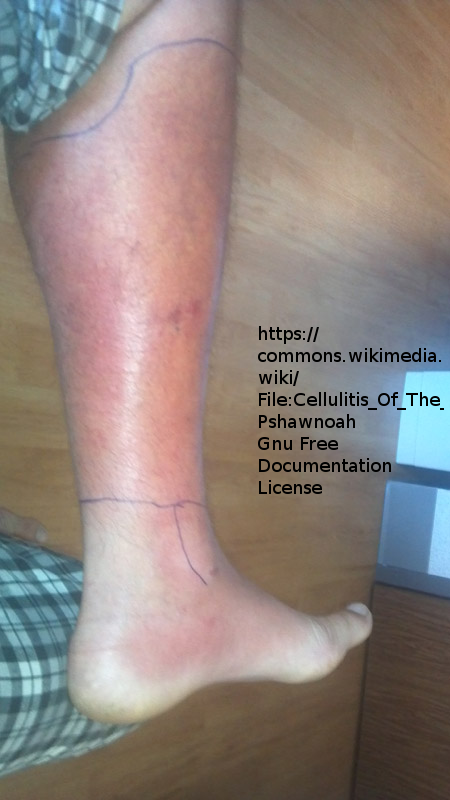 https://
commons.wikimedia.
wiki/
File:Cellulitis_Of_The_
Pshawnoah
Gnu Free
Documentation
License